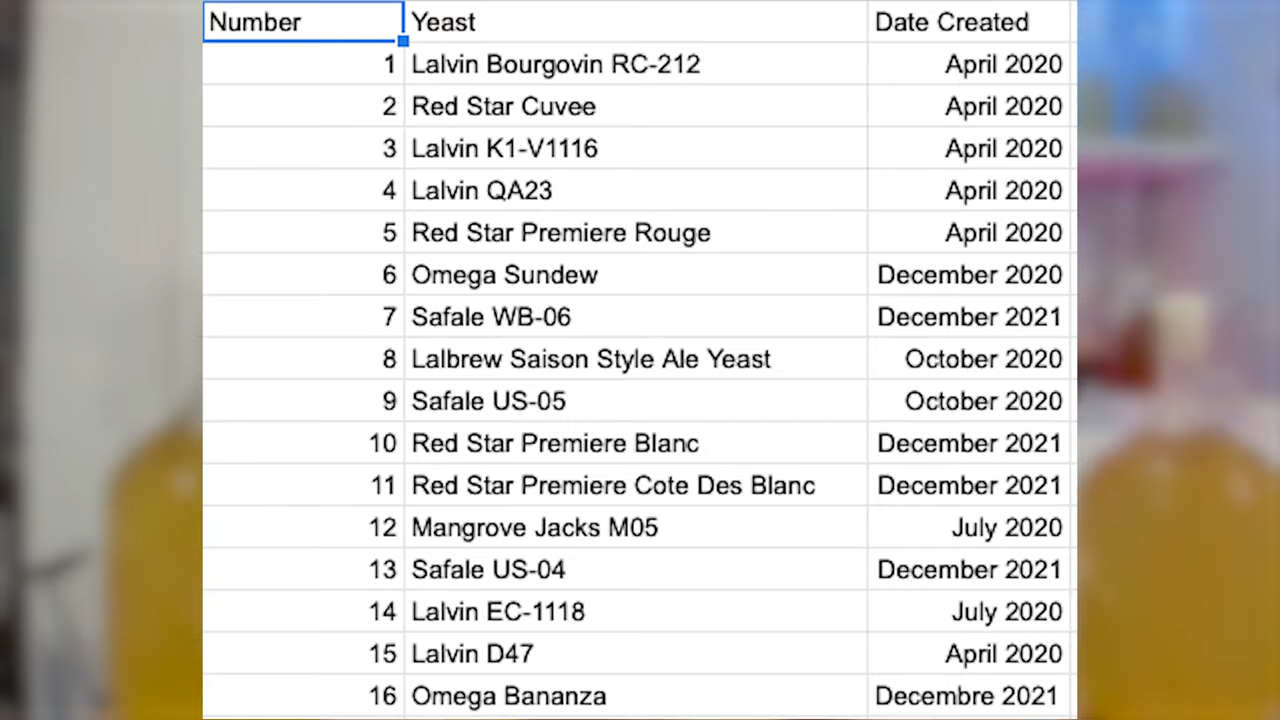 Number Yeast Date Created
1 Lalvin Bourgovin RC-212 April 2020
2 Red Star Cuvee April 2020
3 Lalvin K1-V1116 April 2020
4 Lalvin QA23 April 2020
5 Red Star Premiere Rouge April 2020
6 Omega Sundew December 2020
7 Safale WB-06 December 2021
8 Lalbrew Saison Style Ale Yeast October 2020
9 Safale US-05 October 2020
10 Red Star Premiere Blanc December 2021
11 Red Star Premiere Cote Des Blanc December 2021
12 Mangrove Jacks M05 July 2020
13 Safale US-04 December 2021
14 Lalvin EC-1118 July 2020
15 Lalvin D47 April 2020
16 Omega Bananza Decembre 2021